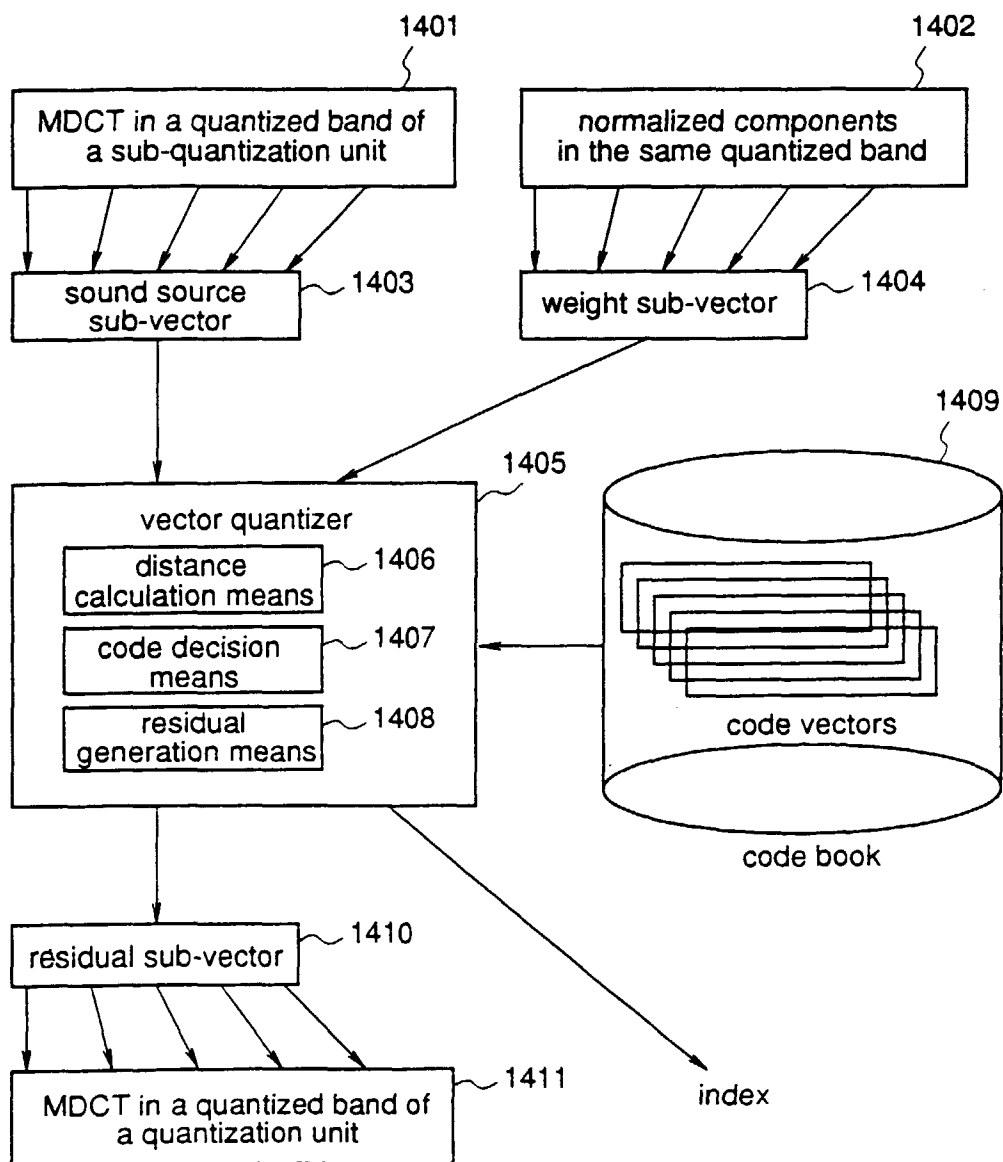 1401
1402
MDCT in a quantized band of
a sub-quantization unit
normalized components
in the same quantized band
sound source
sub-vector
1403
weight sub-vector
1404
1409
1405
vector quantizer
distance
calculation means
1406
code decision
means
1407
residual
generation means
1408
code vectors
code book
residual sub-vector
1410
1411
MDCT in a quantized band of
a quantization unit
index